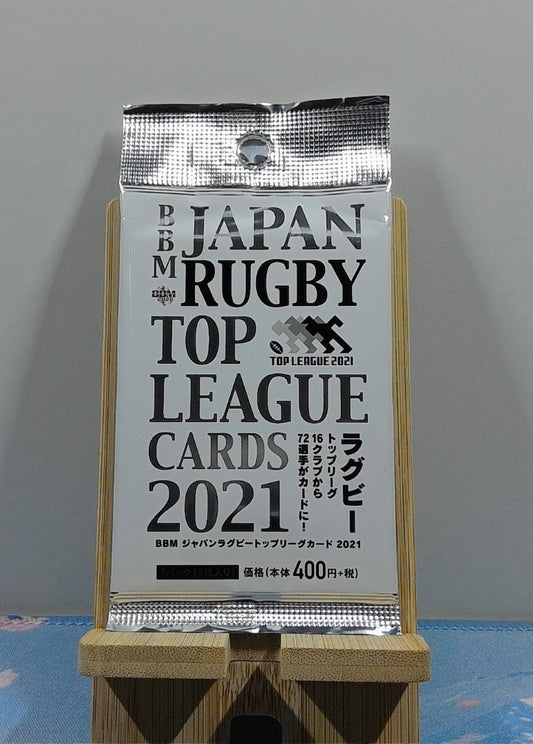 BBM
JAPAN
RUGBY
BBM
2021
TOP
TOP LEAGUE 2021
LEAGUE
CARDS
2021
ラグビー
トップリーグ
16クラブから
72選手がカードに!
BBM ジャパンラグビートップリーグカード 2021
価格(本体400円+税)